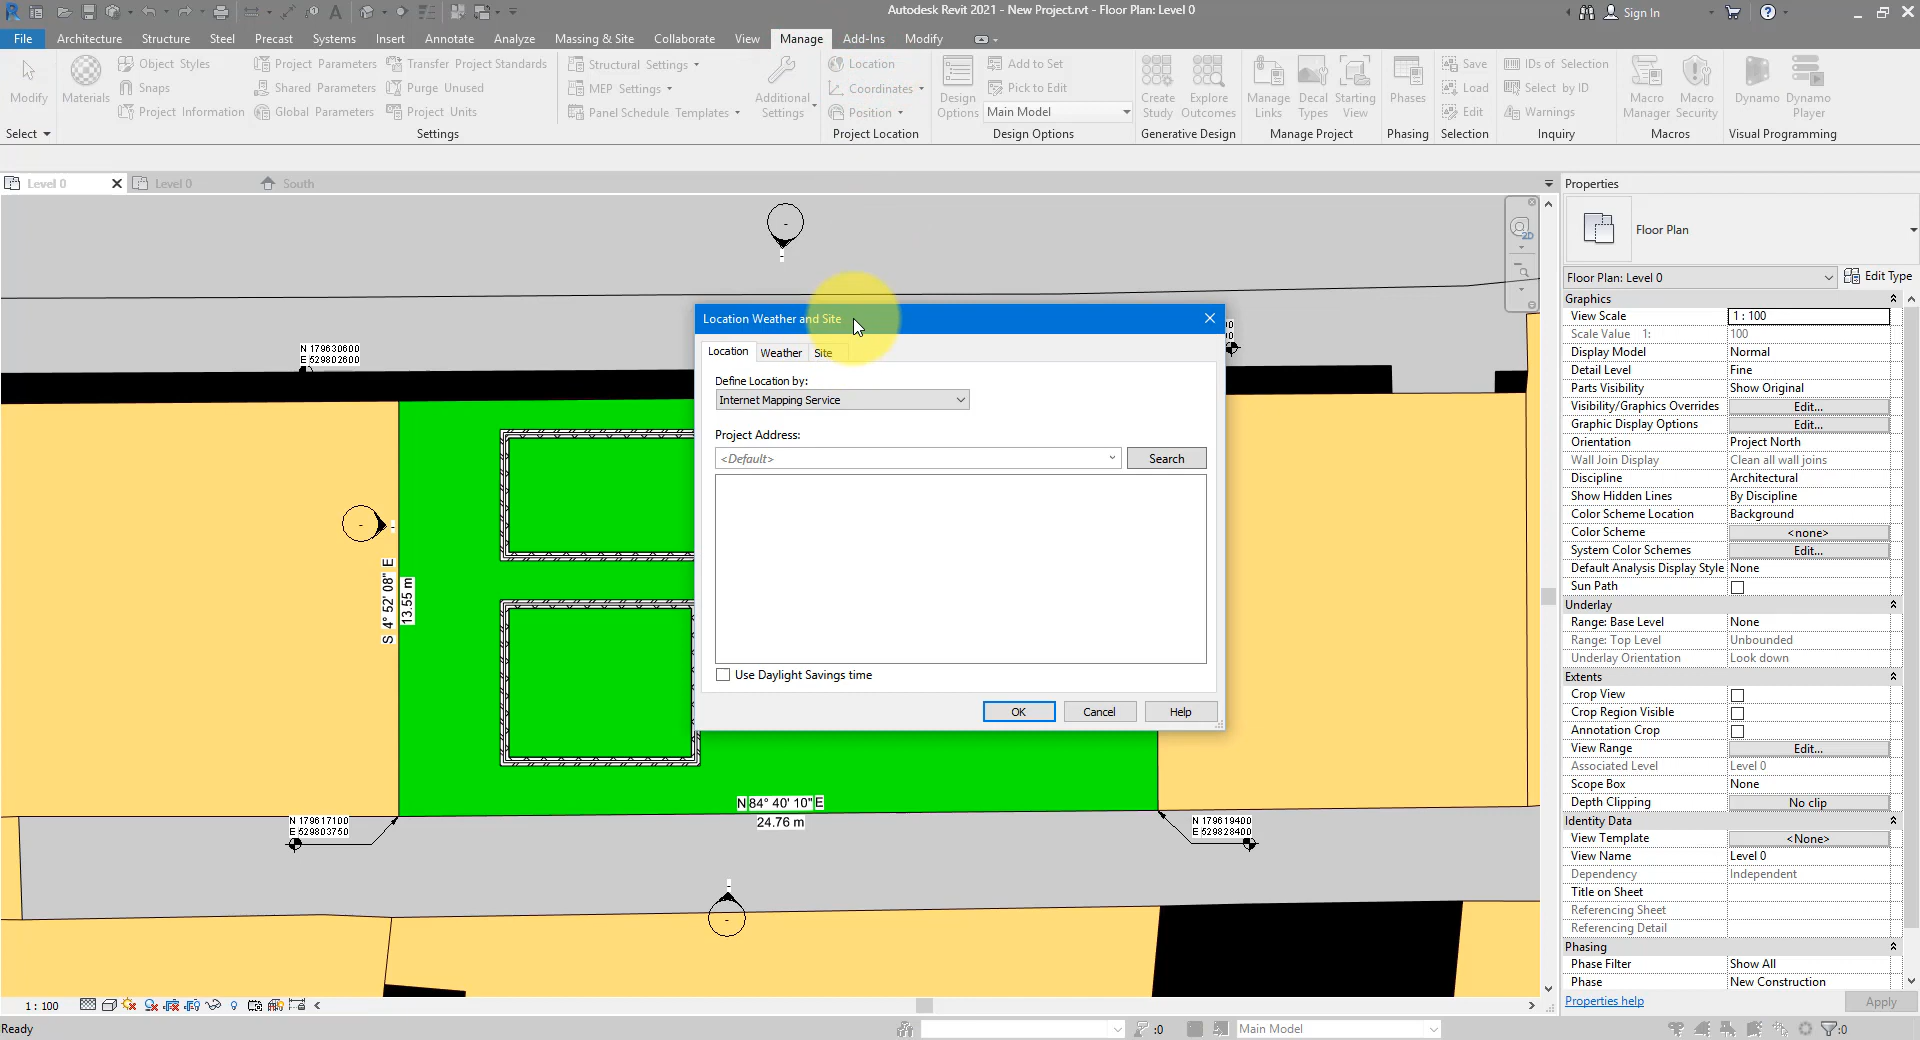 Autodesk Revit 2021 - New Project.rvt - Floor Plan: Level 0
Sign In
File Architecture Structure Steel Precast Systems Insert Annotate Analyze Massing & Site Collaborate View Manage Add-Ins Modify
Modify
Select
Materials
Object Styles
Snaps
Project Information
Project Parameters
Shared Parameters
Global Parameters
Transfer Project Standards
Purge Unused
Project Units
Structural Settings
MEP Settings
Panel Schedule Templates
Additional
Settings
Settings
Location
Coordinates
Position
Project Location
Design
Options
Add to Set
Pick to Edit
Main Model
Design Options
Create
Study
Explore
Outcomes
Generative Design
Manage
Links
Decal
Types
Starting
View
Manage Project
Phases
Phasing
Save
Load
Edit
Selection
IDs of Selection
Select by ID
Warnings
Inquiry
Macro
Manager
Macro
Security
Macros
Dynamo
Dynamo
Player
Visual Programming
Level 0
Level 0
South
2D
N 179630600
E 529802600
S 4° 52' 08" E
13.55 m
N 84° 40' 10" E
24.76 m
N 179617100
E 529803750
N 179619400
E 529828400
Location Weather and Site
Location Weather Site
Define Location by:
Internet Mapping Service
Project Address:
<Default>
Search
Use Daylight Savings time
OK Cancel Help
Properties
Floor Plan
Floor Plan: Level 0
Edit Type
Graphics
View Scale 1 : 100
Scale Value 1: 100
Display Model Normal
Detail Level Fine
Parts Visibility Show Original
Visibility/Graphics Overrides Edit...
Graphic Display Options Edit...
Orientation Project North
Wall Join Display Clean all wall joins
Discipline Architectural
Show Hidden Lines By Discipline
Color Scheme Location Background
Color Scheme <none>
System Color Schemes Edit...
Default Analysis Display Style None
Sun Path
Underlay
Range: Base Level None
Range: Top Level Unbounded
Underlay Orientation Look down
Extents
Crop View
Crop Region Visible
Annotation Crop
View Range Edit...
Associated Level Level 0
Scope Box None
Depth Clipping No clip
Identity Data
View Template <None>
View Name Level 0
Dependency Independent
Title on Sheet
Referencing Sheet
Referencing Detail
Phasing
Phase Filter Show All
Phase New Construction
Properties help
Apply
1 : 100
Ready
:0
Main Model
:0